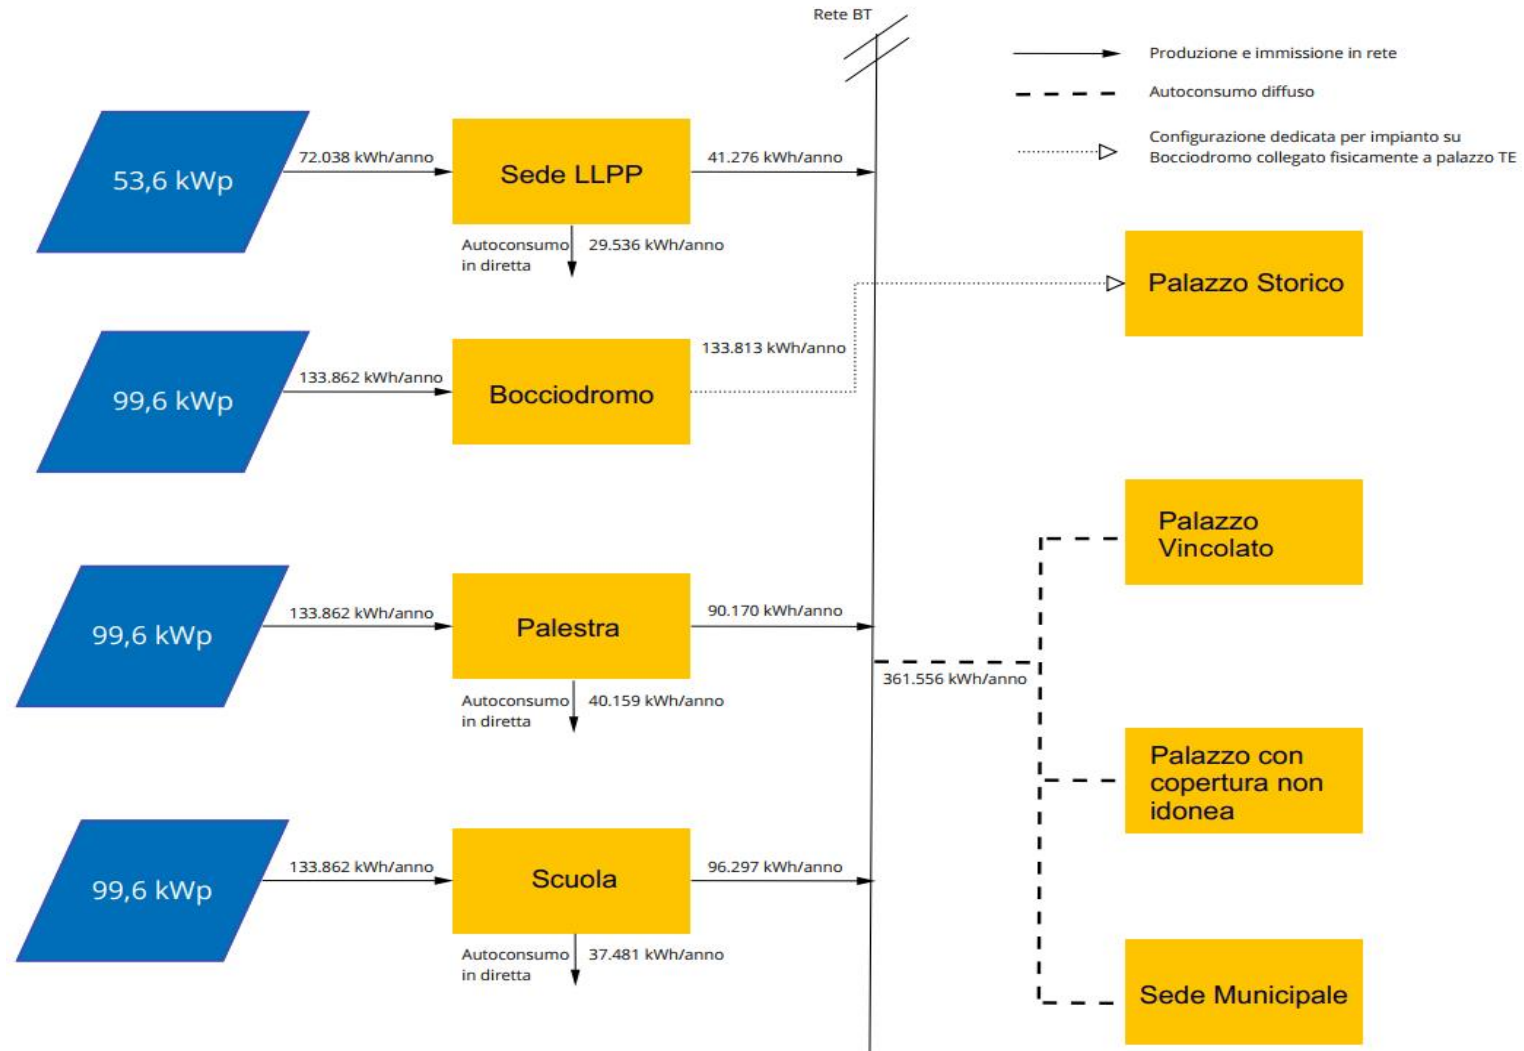 Rete BT
Produzione e immissione in rete
Autoconsumo diffuso
Configurazione dedicata per impianto su
Bocciodromo collegato fisicamente a palazzo TE
53,6 kWp
72.038 kWh/anno
Sede LLPP
41.276 kWh/anno
Autoconsumo
in diretta
29.536 kWh/anno
Palazzo Storico
99,6 kWp
133.862 kWh/anno
Bocciodromo
133.813 kWh/anno
Palazzo
Vincolato
99,6 kWp
133.862 kWh/anno
Palestra
90.170 kWh/anno
361.556 kWh/anno
Autoconsumo
in diretta
40.159 kWh/anno
Palazzo con
copertura non
idonea
99,6 kWp
133.862 kWh/anno
Scuola
96.297 kWh/anno
Autoconsumo
in diretta
37.481 kWh/anno
Sede Municipale